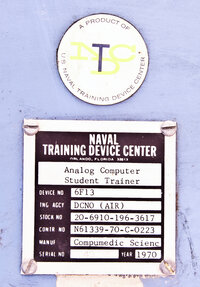 A PRODUCT OF
NTDC
U/S NAVAL TRAINING DEVICE CENTER
NAVAL
TRAINING DEVICE CENTER
ORLANDO, FLORIDA 32813
Analog Computer
Student Trainer
DEVICE NO 6F13
TNG AGCY DCNO (AIR)
STOCK NO 20-6910-196-3617
CONTR NO N61339-70-C-0223
MANUF Compumedic Scienc
SERIAL NO YEAR 1970